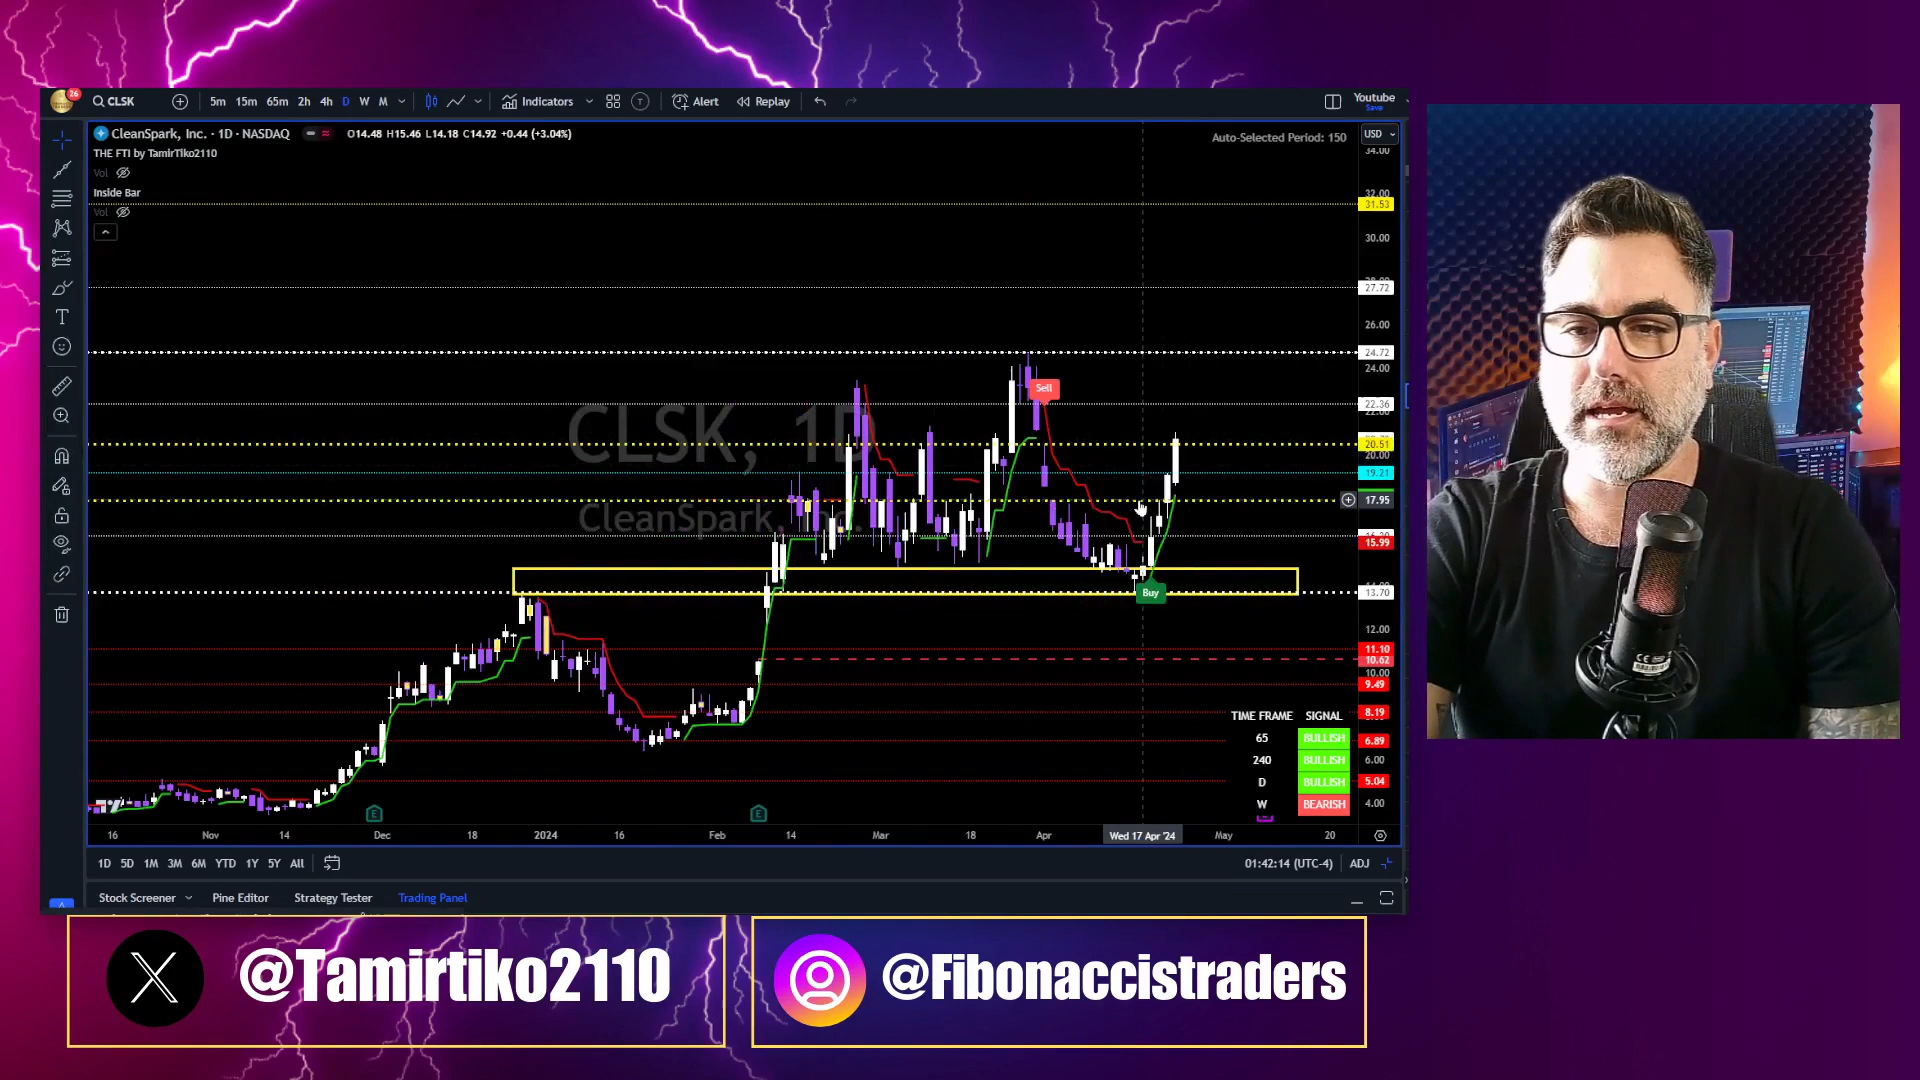 26
CLSK
5m 15m 65m 2h 4h D W M
Indicators
Alert
Replay
Youtube
Save
CleanSpark, Inc. · 1D · NASDAQ
O14.48 H15.46 L14.18 C14.92 +0.44 (+3.04%)
THE FTI by TamirTiko2110
Vol
Inside Bar
Vol
Auto-Selected Period: 150
USD
34.00
32.00
31.53
30.00
27.72
26.00
24.72
24.00
22.36
20.51
20.00
19.21
17.95
15.99
13.70
12.00
11.10
10.62
10.00
9.49
8.19
6.89
6.00
5.04
4.00
CLSK, 1D
CleanSpark, Inc.
Sell
Buy
TIME FRAME SIGNAL
65 BULLISH
240 BULLISH
D BULLISH
W BEARISH
E
E
16 Nov 14 Dec 18 2024 16 Feb 14 Mar 18 Apr Wed 17 Apr '24 May 20
1D 5D 1M 3M 6M YTD 1Y 5Y All
01:42:14 (UTC-4) ADJ
Stock Screener Pine Editor Strategy Tester Trading Panel
@Tamirtiko2110
@Fibonaccistraders